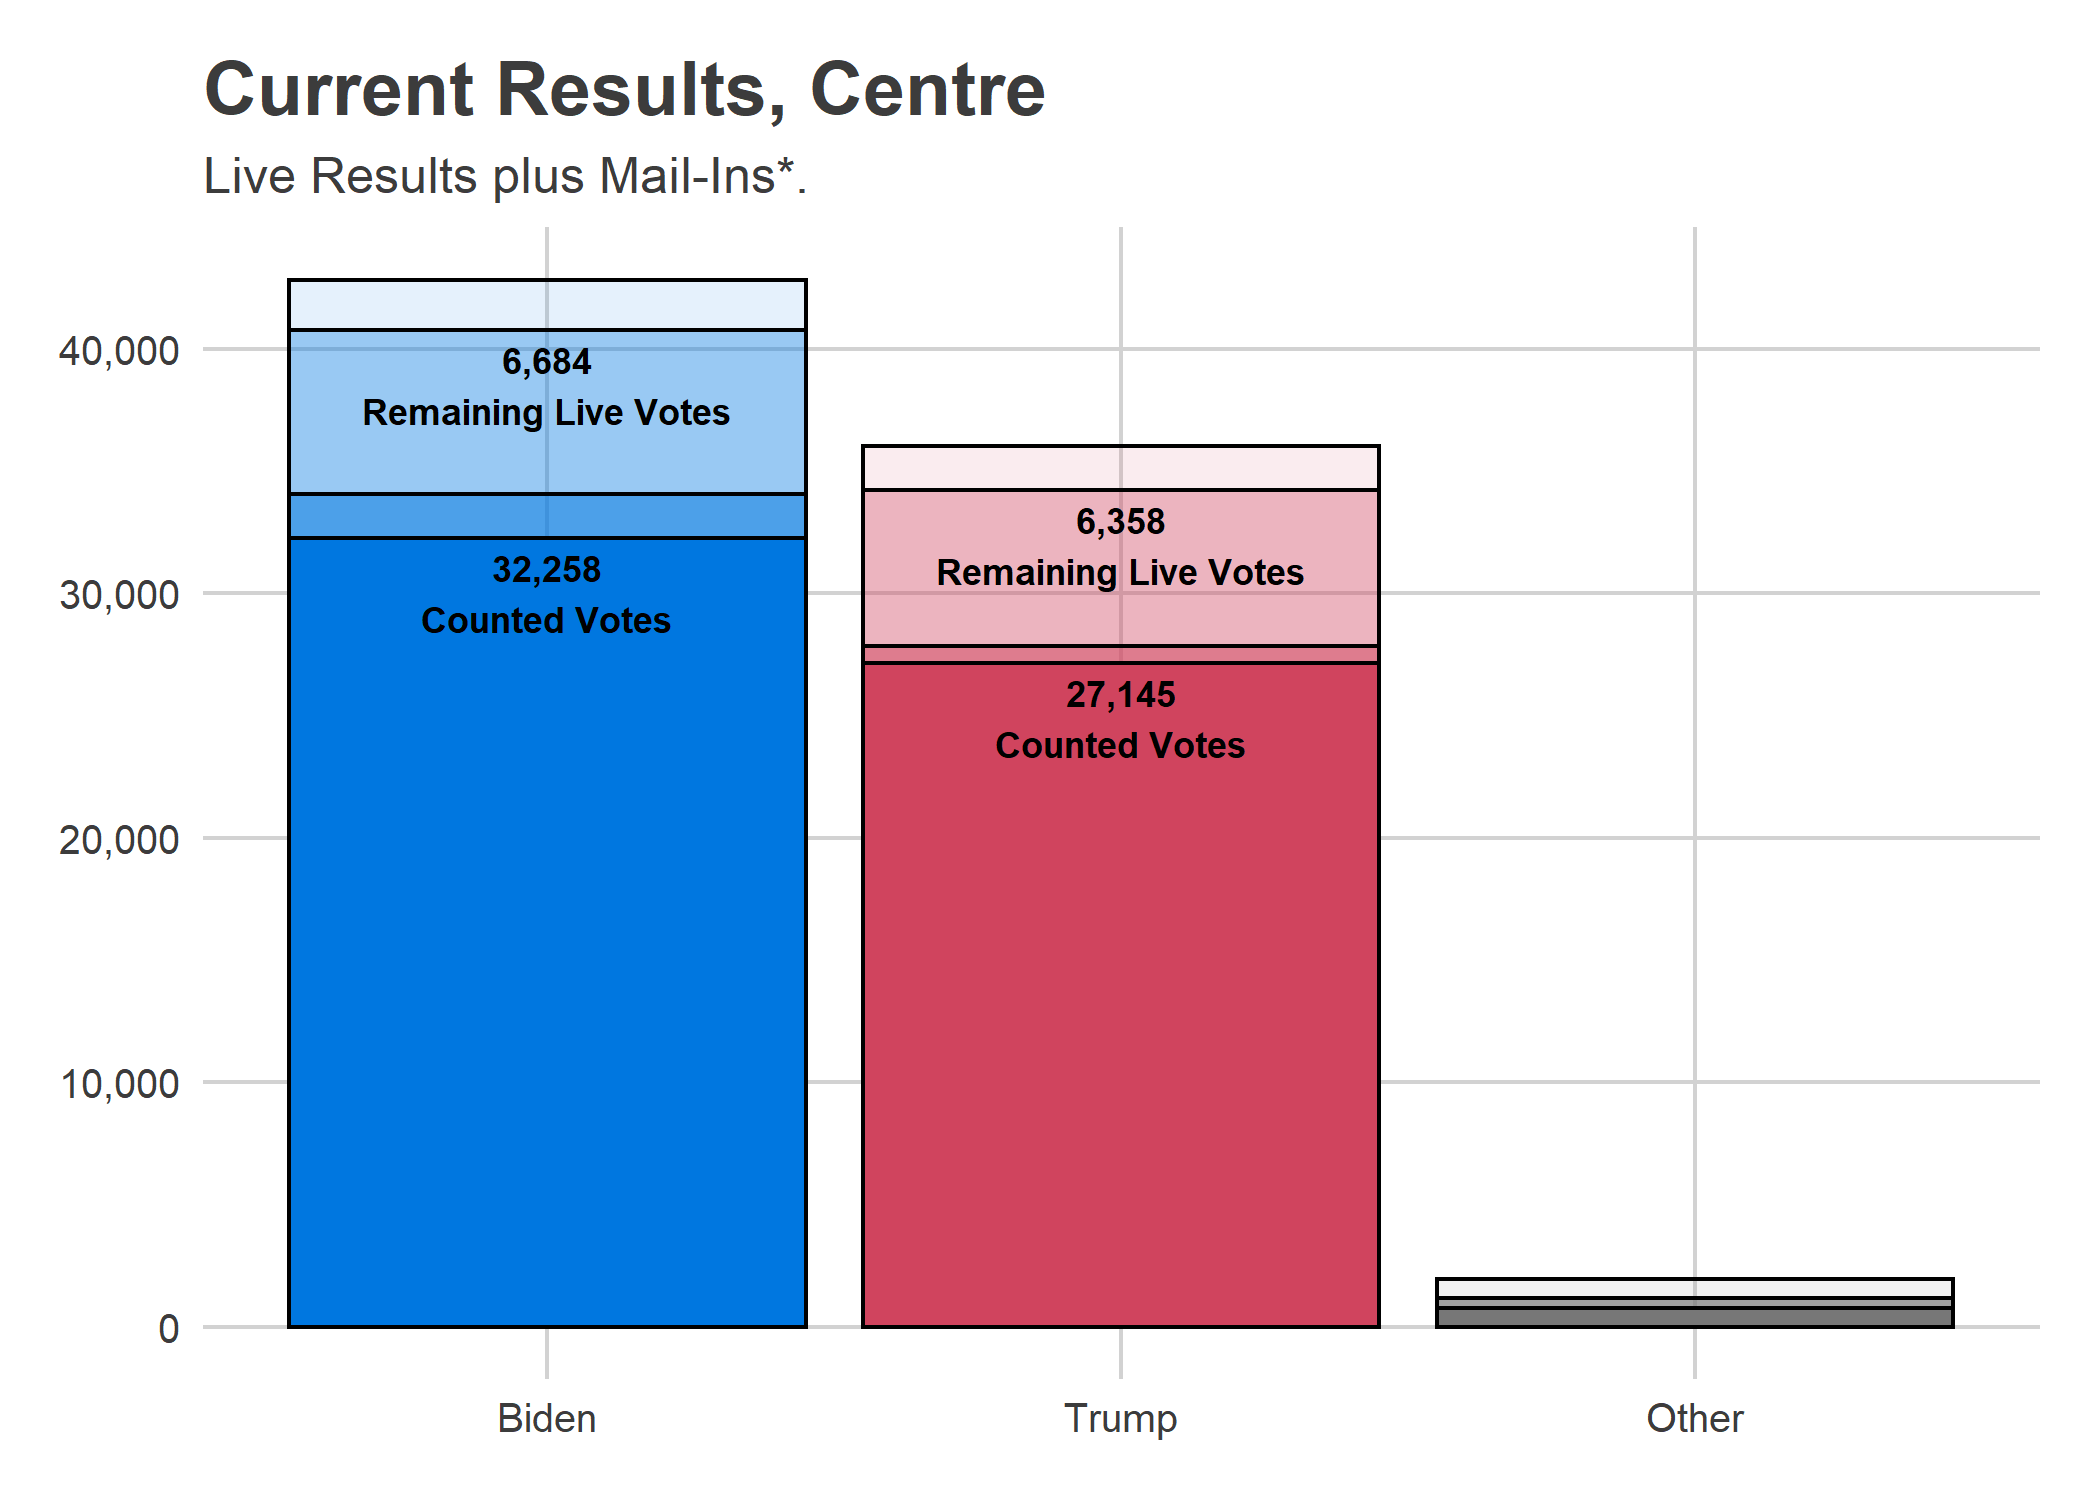 Current Results, Centre
Live Results plus Mail-Ins*.
40,000
30,000
20,000
10,000
0
6,684
Remaining Live Votes
32,258
Counted Votes
6,358
Remaining Live Votes
27,145
Counted Votes
Biden
Trump
Other